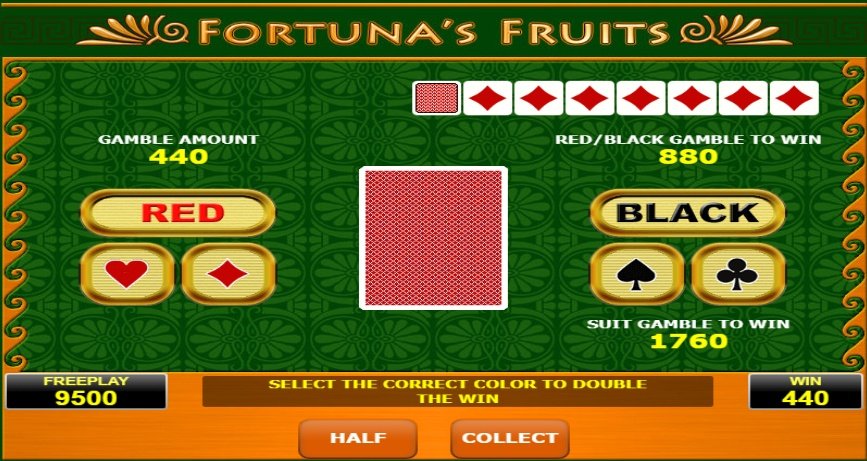 FORTUNA'S FRUITS
GAMBLE AMOUNT
440
RED/BLACK GAMBLE TO WIN
880
RED
BLACK
SUIT GAMBLE TO WIN
1760
FREEPLAY
9500
SELECT THE CORRECT COLOR TO DOUBLE
THE WIN
WIN
440
HALF
COLLECT